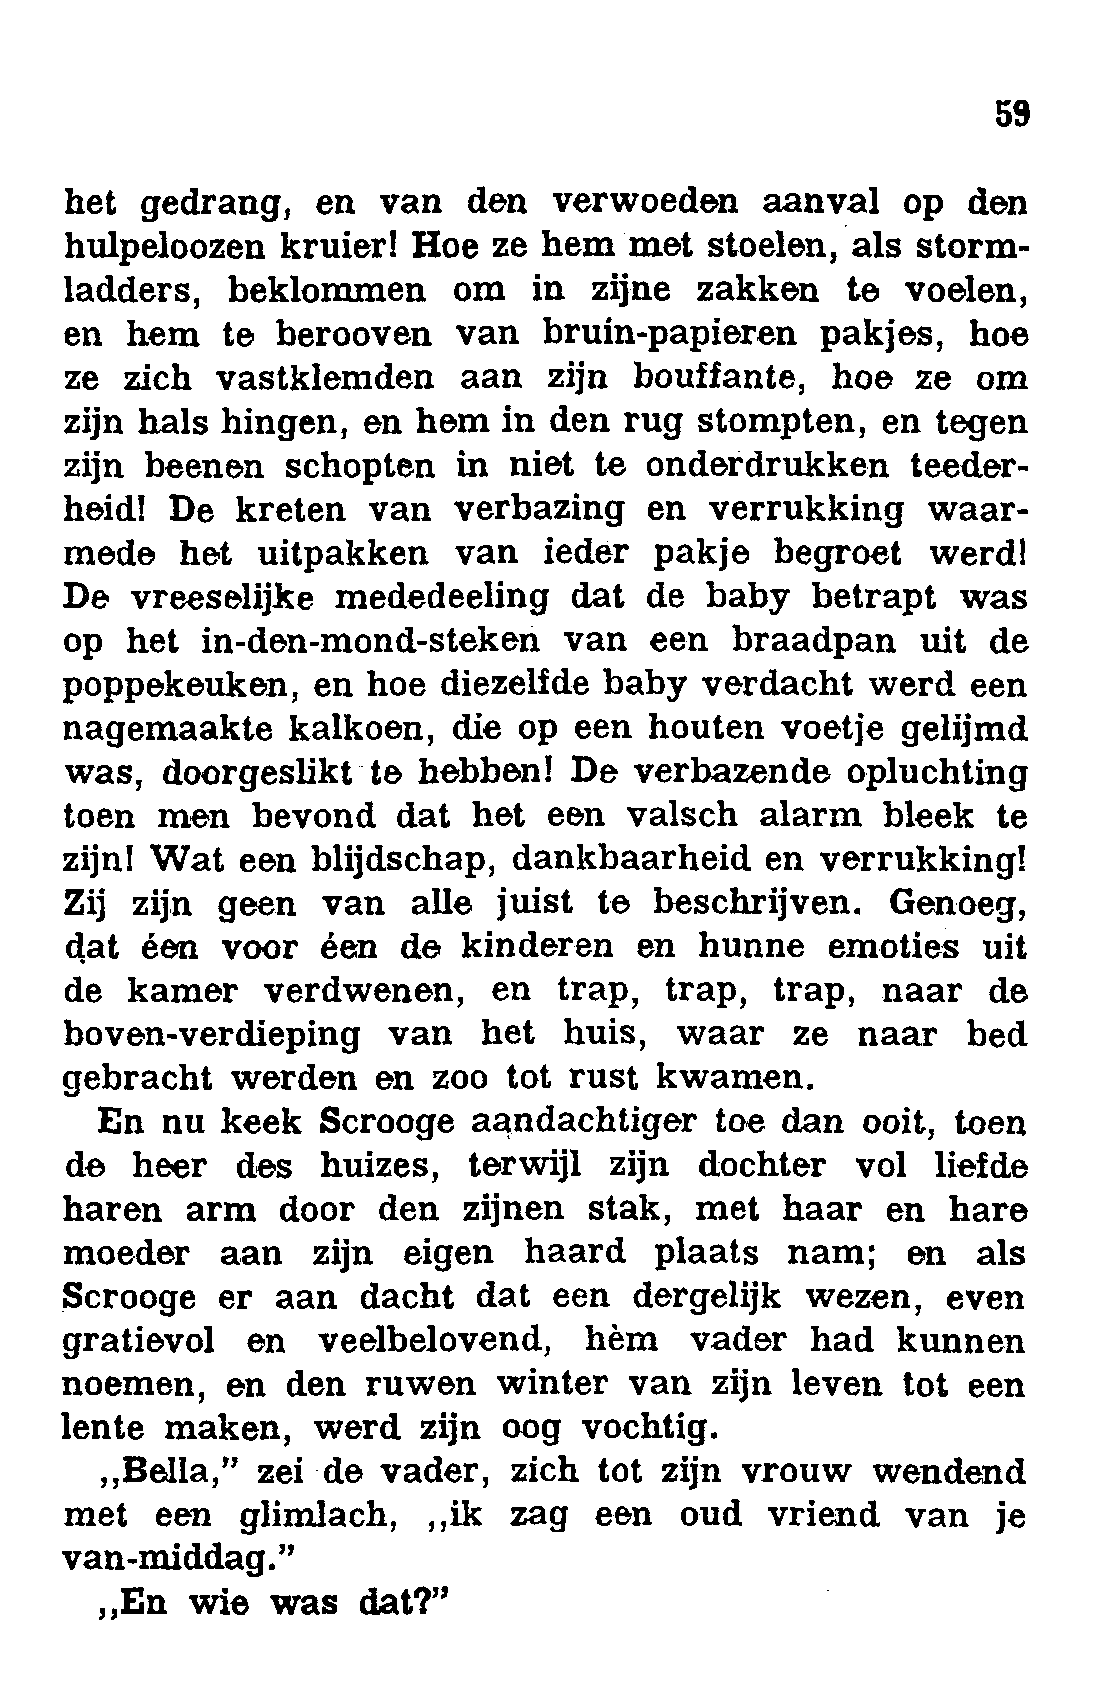 59
het gedrang, en van den verwoeden aanval op den
hulpeloozen kruier! Hoe ze hem met stoelen, als storm-
ladders, beklommen om in zijne zakken te voelen,
en hem te berooven van bruin-papieren pakjes, hoe
ze zich vastklemden aan zijn bouffante, hoe ze om
zijn hals hingen, en hem in den rug stompten, en tegen
zijn beenen schopten in niet te onderdrukken teeder-
heid! De kreten van verbazing en verrukking waar-
mede het uitpakken van ieder pakje begroet werd!
De vreeselijke mededeeling dat de baby betrapt was
op het in-den-mond-steken van een braadpan uit de
poppekeuken, en hoe diezelfde baby verdacht werd een
nagemaakte kalkoen, die op een houten voetje gelijmd
was, doorgeslikt te hebben! De verbazende opluchting
toen men bevond dat het een valsch alarm bleek te
zijn! Wat een blijdschap, dankbaarheid en verrukking!
Zij zijn geen van alle juist te beschrijven. Genoeg,
dat één voor één de kinderen en hunne emoties uit
de kamer verdwenen, en trap, trap, trap, naar de
boven-verdieping van het huis, waar ze naar bed
gebracht werden en zoo tot rust kwamen.
En nu keek Scrooge aandachtiger toe dan ooit, toen
de heer des huizes, terwijl zijn dochter vol liefde
haren arm door den zijnen stak, met haar en hare
moeder aan zijn eigen haard plaats nam; en als
Scrooge er aan dacht dat een dergelijk wezen, even
gratievol en veelbelovend, hèm vader had kunnen
noemen, en den ruwen winter van zijn leven tot een
lente maken, werd zijn oog vochtig.
,,Bella," zei de vader, zich tot zijn vrouw wendend
met een glimlach, ,,ik zag een oud vriend van je
van-middag."
,,En wie was dat?"